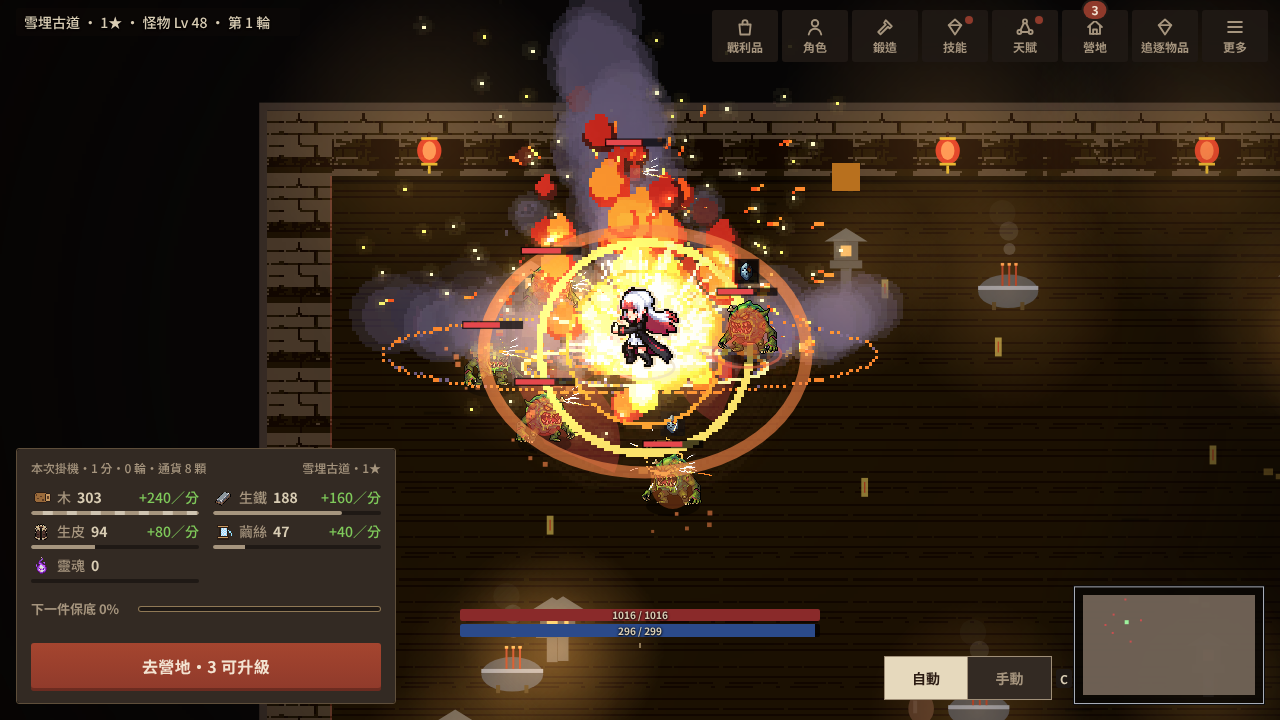 雪埋古道 • 1★ • 怪物 Lv 48 • 第 1 輪
3
戰利品
角色
鍛造
技能
天賦
營地
追逐物品
更多
本次掛機・1 分・0 輪・通貨 8 顆
雪埋古道・1★
木 303 +240／分
生鐵 188 +160／分
生皮 94 +80／分
繭絲 47 +40／分
靈魂 0
下一件保底 0%
去營地・3 可升級
1016 / 1016
296 / 299
自動
手動
C